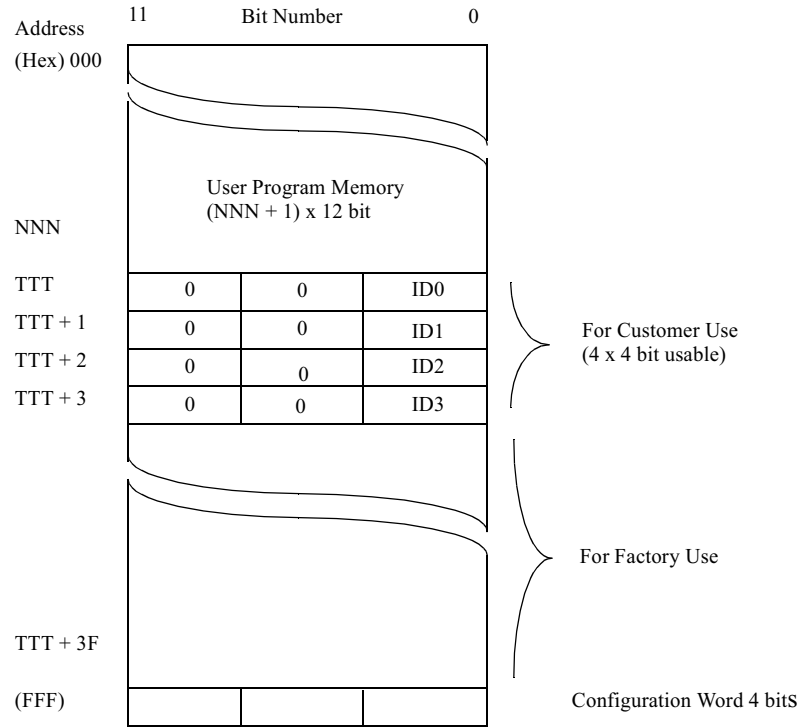 11 Bit Number 0
Address
(Hex) 000
User Program Memory
(NNN + 1) x 12 bit
NNN
TTT 0 0 ID0
TTT + 1 0 0 ID1
TTT + 2 0 0 ID2
TTT + 3 0 0 ID3
For Customer Use
(4 x 4 bit usable)
For Factory Use
TTT + 3F
(FFF) Configuration Word 4 bits